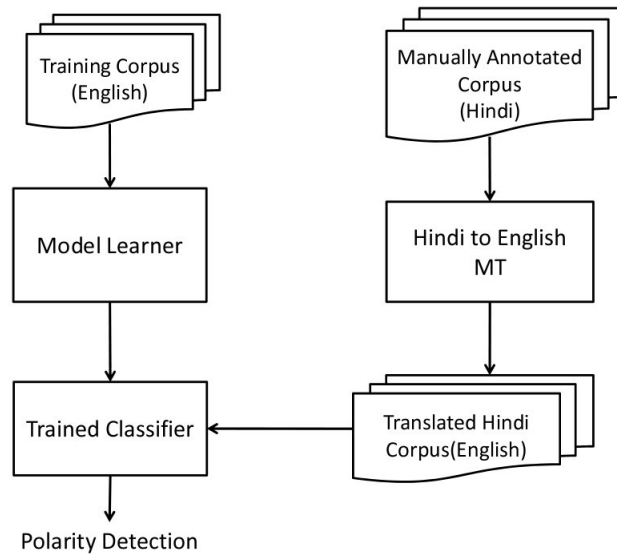 Training Corpus
(English)
Manually Annotated
Corpus
(Hindi)
Model Learner
Hindi to English
MT
Trained Classifier
Translated Hindi
Corpus(English)
Polarity Detection